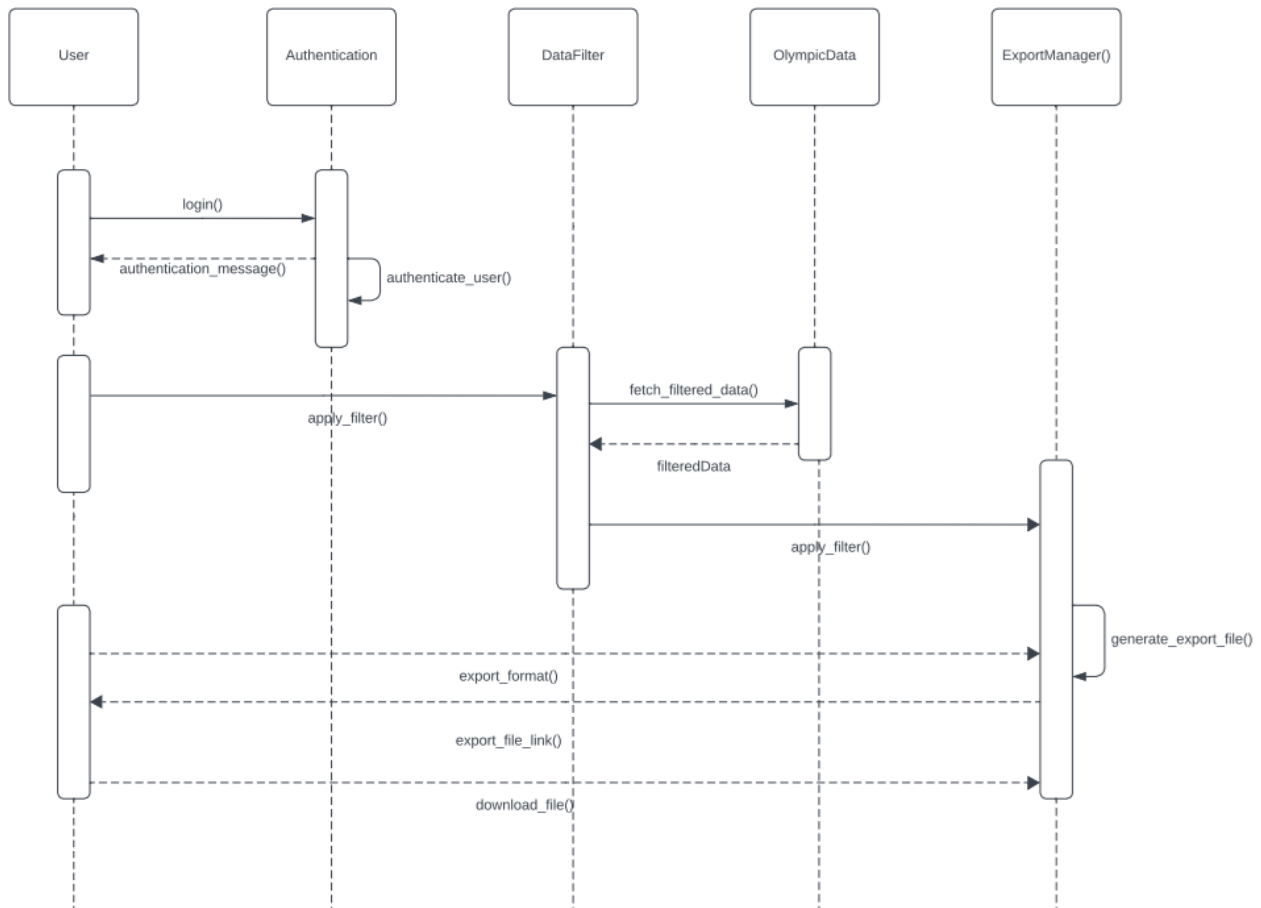 User
Authentication
DataFilter
OlympicData
ExportManager()
login()
authentication_message()
authenticate_user()
fetch_filtered_data()
apply_filter()
filteredData
apply_filter()
generate_export_file()
export_format()
export_file_link()
download_file()